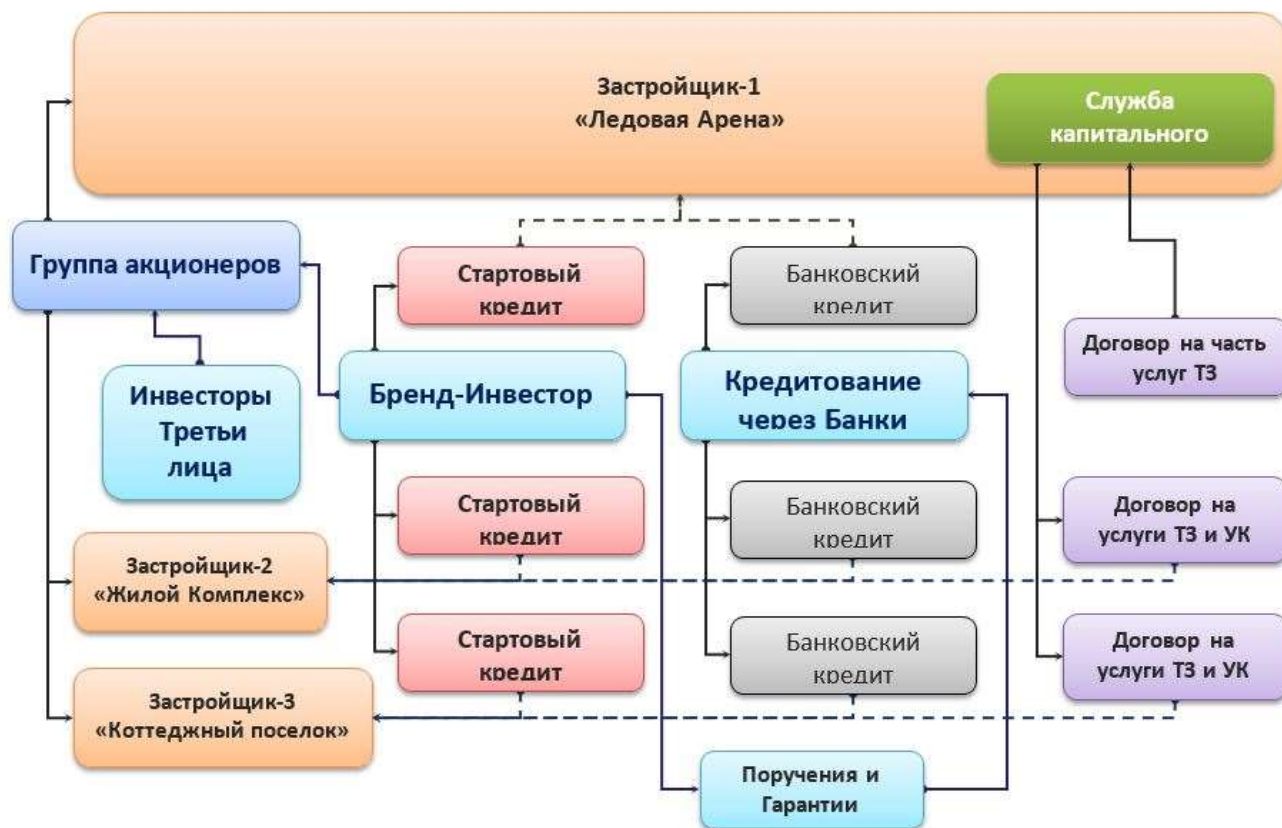 Застройщик-1
«Ледовая Арена»
Служба
капитального
Группа акционеров
Стартовый
кредит
Банковский
кредит
Договор на часть
услуг ТЗ
Инвесторы
Третьи
лица
Бренд-Инвестор
Кредитование
через Банки
Стартовый
кредит
Банковский
кредит
Договор на
услуги ТЗ и УК
Застройщик-2
«Жилой Комплекс»
Стартовый
кредит
Банковский
кредит
Договор на
услуги ТЗ и УК
Застройщик-3
«Коттеджный поселок»
Поручения и
Гарантии